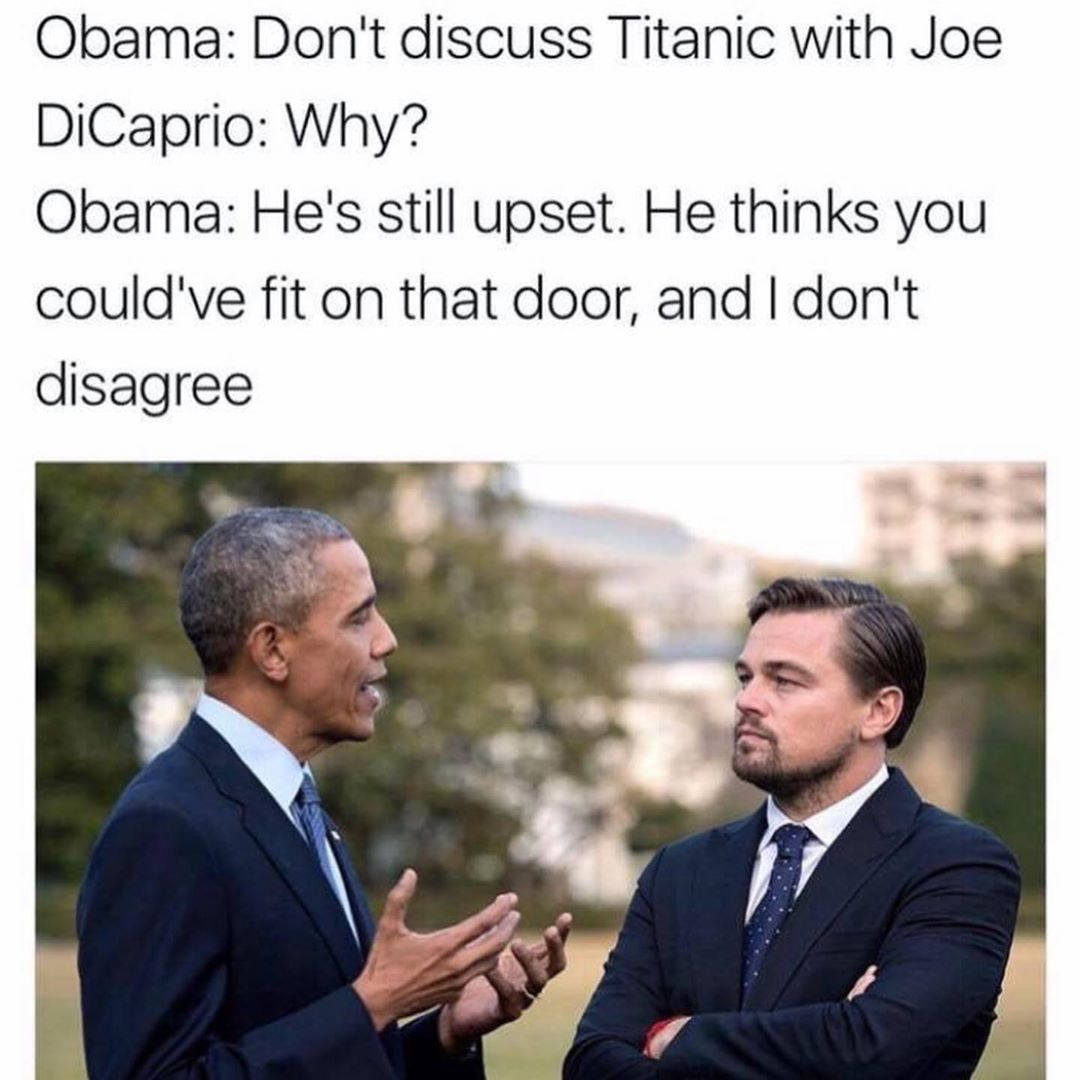 Obama: Don't discuss Titanic with Joe
DiCaprio: Why?
Obama: He's still upset. He thinks you
could've fit on that door, and I don't
disagree